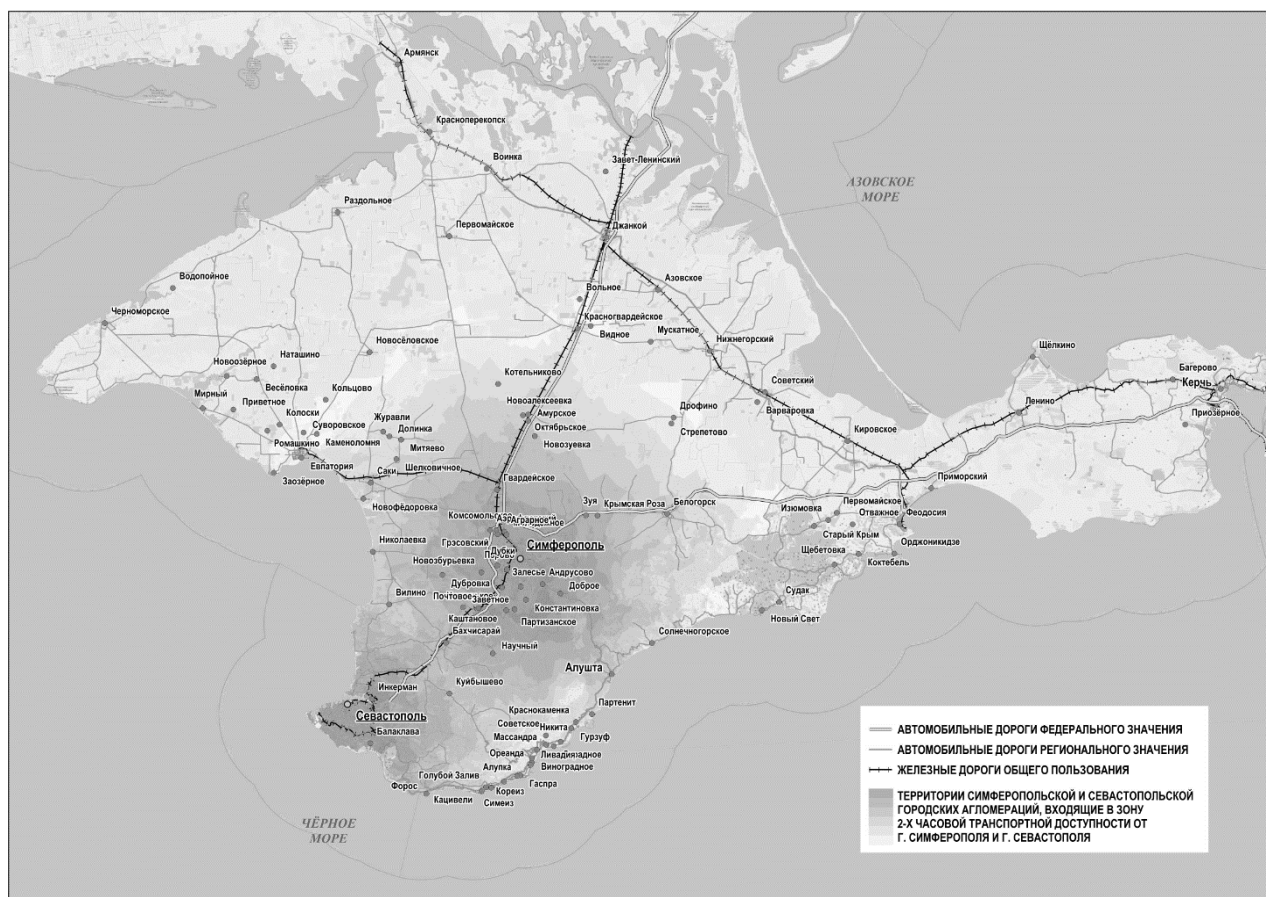 Армянск
Красноперекопск
Воинка
Завет-Ленинский
Раздольное
Первомайское
Джанкой
АЗОВСКОЕ
МОРЕ
Водопойное
Азовское
Вольное
Черноморское
Красногвардейское
Видное
Мускатное
Нижнегорский
Новосёловское
Щёлкино
Наташино
Новоозёрное
Котельниково
Багерово
Советский
Керчь
Весёловка
Кольцово
Мирный
Приветное
Новоалексеевка
Варваровка
Ленино
Колоски
Журавли
Амурское
Дрофино
Приозёрное
Суворовское
Долинка
Октябрьское
Стрепетово
Кировское
Ромашкино
Каменоломня
Митяево
Новозуевка
Евпатория
Саки
Шелковичное
Заозёрное
Гвардейское
Приморский
Новофёдоровка
Зуя
Крымская Роза
Белогорск
Изюмовка
Первомайское
Аграрное
Отважное
Феодосия
Старый Крым
Николаевка
Грэсовский
Симферополь
Дубки
Орджоникидзе
Щебетовка
Коктебель
Новозбурьевка
Залесье
Андрусово
Дубровка
Доброе
Вилино
Почтовое
Заветное
Судак
Константиновка
Новый Свет
Каштановое
Партизанское
Бахчисарай
Солнечногорское
Научный
Алушта
Инкерман
Куйбышево
Краснокаменка
Партенит
Севастополь
Советское
Никита
Балаклава
Массандра
Гурзуф
Ореанда
Алупка
Виноградное
Голубой Залив
Гаспра
Форос
Кореиз
Кацивели
Симеиз
ЧЁРНОЕ
МОРЕ
АВТОМОБИЛЬНЫЕ ДОРОГИ ФЕДЕРАЛЬНОГО ЗНАЧЕНИЯ
АВТОМОБИЛЬНЫЕ ДОРОГИ РЕГИОНАЛЬНОГО ЗНАЧЕНИЯ
ЖЕЛЕЗНЫЕ ДОРОГИ ОБЩЕГО ПОЛЬЗОВАНИЯ
ТЕРРИТОРИИ СИМФЕРОПОЛЬСКОЙ И СЕВАСТОПОЛЬСКОЙ
ГОРОДСКИХ АГЛОМЕРАЦИЙ, ВХОДЯЩИЕ В ЗОНУ
2-Х ЧАСОВОЙ ТРАНСПОРТНОЙ ДОСТУПНОСТИ ОТ
Г. СИМФЕРОПОЛЯ И Г. СЕВАСТОПОЛЯ